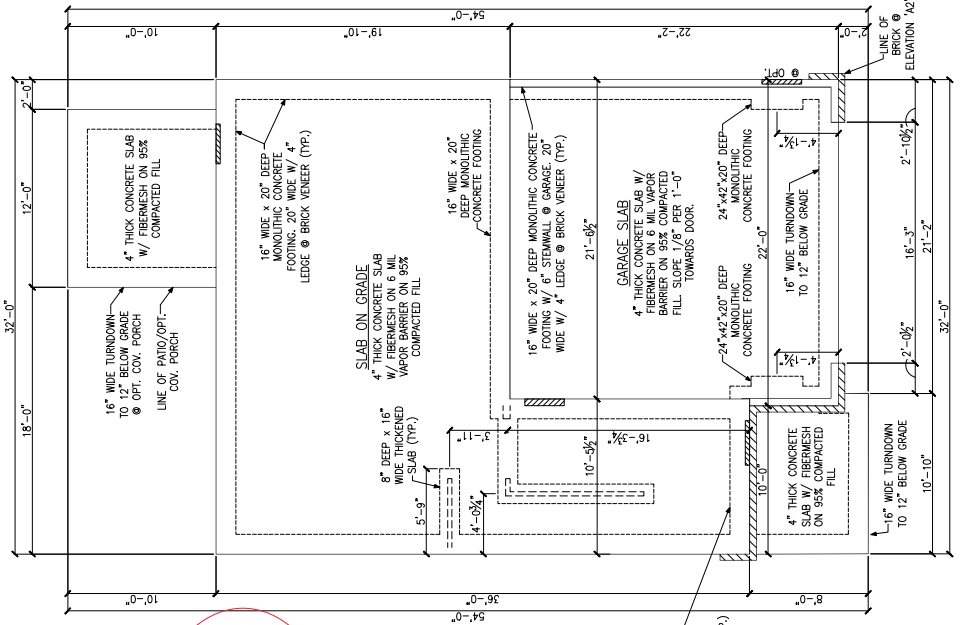 54'-0"
10'-0"
19'-10"
22'-2"
2'-0"
LINE OF
BRICK @
ELEVATION 'A2'
32'-0"
2'-0"
12'-0"
18'-0"
4" THICK CONCRETE SLAB
W/ FIBERMESH ON 95%
COMPACTED FILL
16" WIDE TURNDOWN
TO 12" BELOW GRADE
@ OPT. COV. PORCH
LINE OF PATIO/OPT.
COV. PORCH
16" WIDE x 20" DEEP
MONOLITHIC CONCRETE
FOOTING. 20" WIDE W/ 4"
LEDGE @ BRICK VENEER (TYP.)
SLAB ON GRADE
4" THICK CONCRETE SLAB
W/ FIBERMESH ON 6 MIL
VAPOR BARRIER ON 95%
COMPACTED FILL
8" DEEP x 16"
WIDE THICKENED
SLAB (TYP.)
16" WIDE x 20"
DEEP MONOLITHIC
CONCRETE FOOTING
16" WIDE x 20" DEEP MONOLITHIC CONCRETE
FOOTING W/ 6" STEMWALL @ GARAGE. 20"
WIDE W/ 4" LEDGE @ BRICK VENEER (TYP.)
5'-9"
3'-11"
4'-0¾"
10'-5½"
16'-3¾"
21'-6½"
GARAGE SLAB
4" THICK CONCRETE SLAB W/
FIBERMESH ON 6 MIL VAPOR
BARRIER ON 95% COMPACTED
FILL. SLOPE 1/8" PER 1'-0"
TOWARDS DOOR.
@ OPT.
24"x42"x20" DEEP
MONOLITHIC
CONCRETE FOOTING
24"x42"x20" DEEP
MONOLITHIC
CONCRETE FOOTING
22'-0"
10'-0"
4'-1¾"
4'-1¾"
16" WIDE TURNDOWN
TO 12" BELOW GRADE
4" THICK CONCRETE
SLAB W/ FIBERMESH
ON 95% COMPACTED
FILL
16" WIDE TURNDOWN
TO 12" BELOW GRADE
2'-10½"
16'-3"
2'-0½"
21'-2"
10'-10"
32'-0"
10'-0"
36'-0"
8'-0"
54'-0"